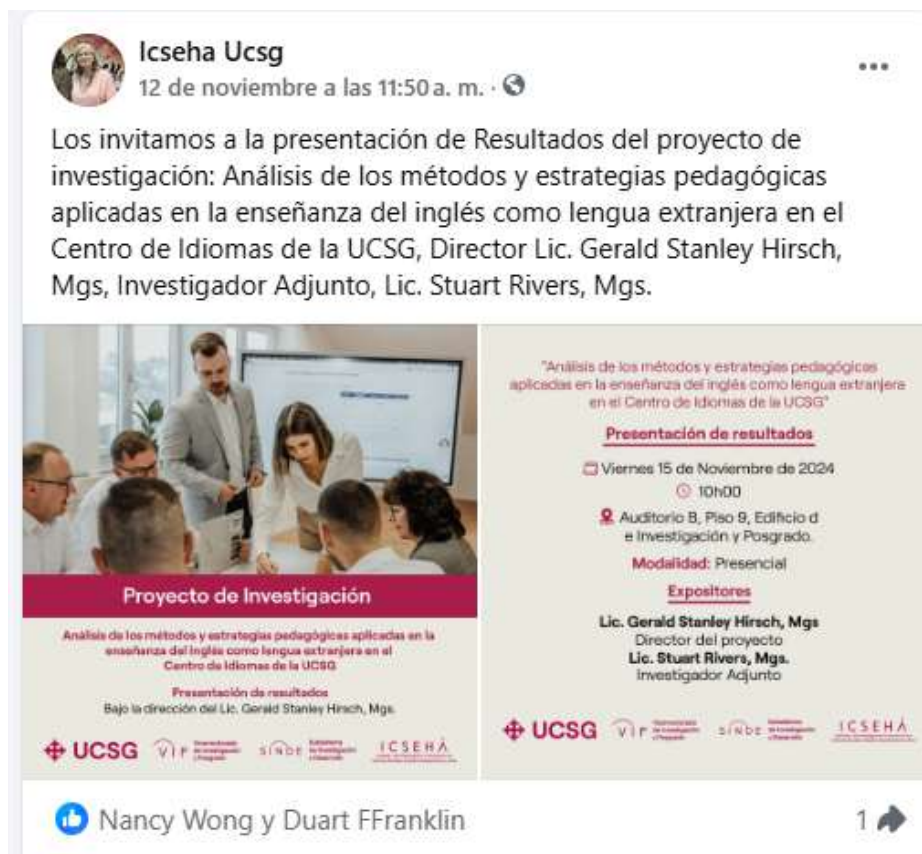 Icseha Ucsg
12 de noviembre a las 11:50 a. m. ·
Los invitamos a la presentación de Resultados del proyecto de
investigación: Análisis de los métodos y estrategias pedagógicas
aplicadas en la enseñanza del inglés como lengua extranjera en el
Centro de Idiomas de la UCSG, Director Lic. Gerald Stanley Hirsch,
Mgs, Investigador Adjunto, Lic. Stuart Rivers, Mgs.
Proyecto de Investigación
Análisis de los métodos y estrategias pedagógicas aplicadas en la
enseñanza del Inglés como lengua extranjera en el
Centro de Idiomas de la UCSG
Presentación de resultados
Bajo la dirección del Lic. Gerald Stanley Hirsch, Mgs.
UCSG VIP SINDE ICSEHA
"Análisis de los métodos y estrategias pedagógicas
aplicadas en la enseñanza del inglés como lengua extranjera
en el Centro de Idiomas de la UCSG"
Presentación de resultados
Viernes 15 de Noviembre de 2024
10h00
Auditorio B, Piso 9, Edificio d
e Investigación y Posgrado.
Modalidad: Presencial
Expositores
Lic. Gerald Stanley Hirsch, Mgs
Director del proyecto
Lic. Stuart Rivers, Mgs.
Investigador Adjunto
UCSG VIP SINDE ICSEHA
Nancy Wong y Duart FFranklin
1